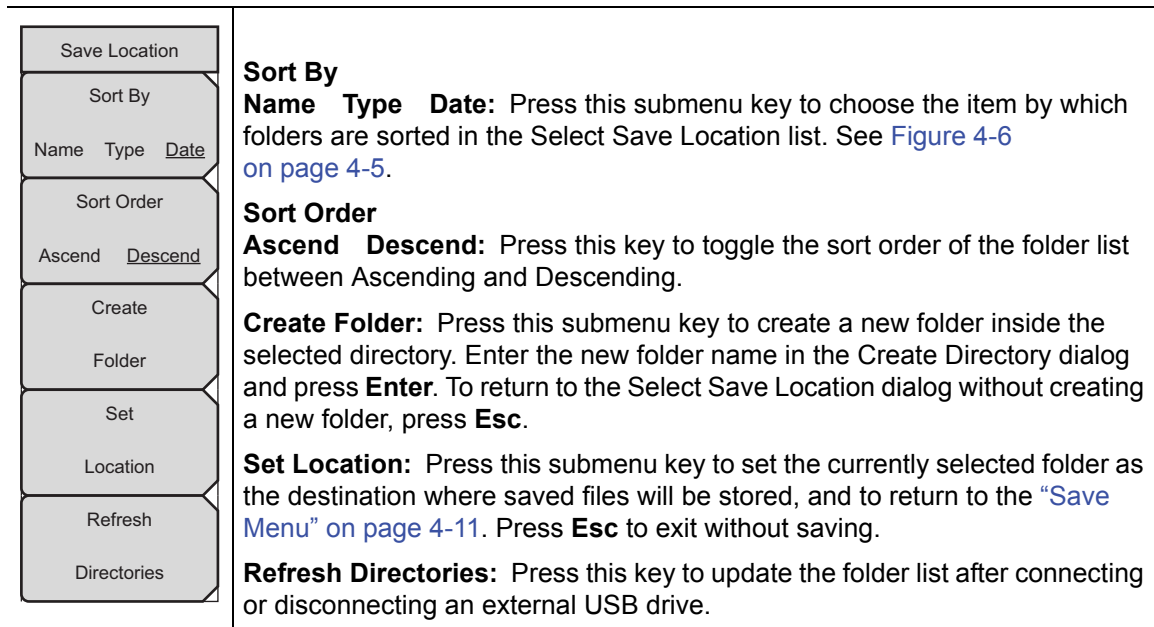 Save Location
Sort By
Name Type Date
Sort Order
Ascend Descend
Create
Folder
Set
Location
Refresh
Directories
Sort By
Name Type Date: Press this submenu key to choose the item by which
folders are sorted in the Select Save Location list. See Figure 4-6
on page 4-5.
Sort Order
Ascend Descend: Press this key to toggle the sort order of the folder list
between Ascending and Descending.
Create Folder: Press this submenu key to create a new folder inside the
selected directory. Enter the new folder name in the Create Directory dialog
and press Enter. To return to the Select Save Location dialog without creating
a new folder, press Esc.
Set Location: Press this submenu key to set the currently selected folder as
the destination where saved files will be stored, and to return to the “Save
Menu” on page 4-11. Press Esc to exit without saving.
Refresh Directories: Press this key to update the folder list after connecting
or disconnecting an external USB drive.